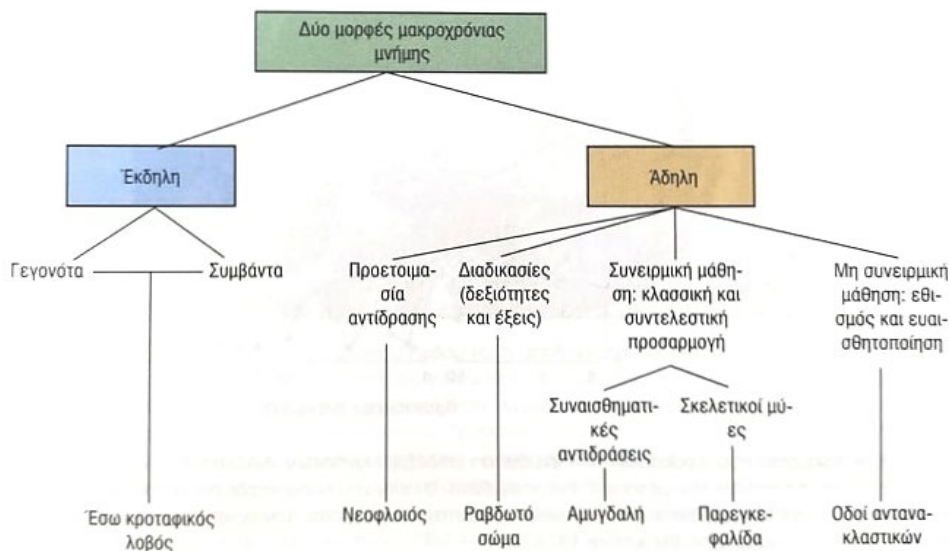 Δύο μορφές μακροχρόνιας
μνήμης
Έκδηλη
Άδηλη
Γεγονότα
Συμβάντα
Προετοιμα-
σία
αντίδρασης
Διαδικασίες
(δεξιότητες
και έξεις)
Συνειρμική μάθη-
ση: κλασσική και
συντελεστική
προσαρμογή
Μη συνειρμική
μάθηση: εθι-
σμός και ευαι-
σθητοποίηση
Συναισθηματι-
κές
αντιδράσεις
Σκελετικοί μύ-
ες
Έσω κροταφικός
λοβός
Νεοφλοιός
Ραβδωτό
σώμα
Αμυγδαλή
Παρεγκε-
φαλίδα
Οδοί αντανα-
κλαστικών